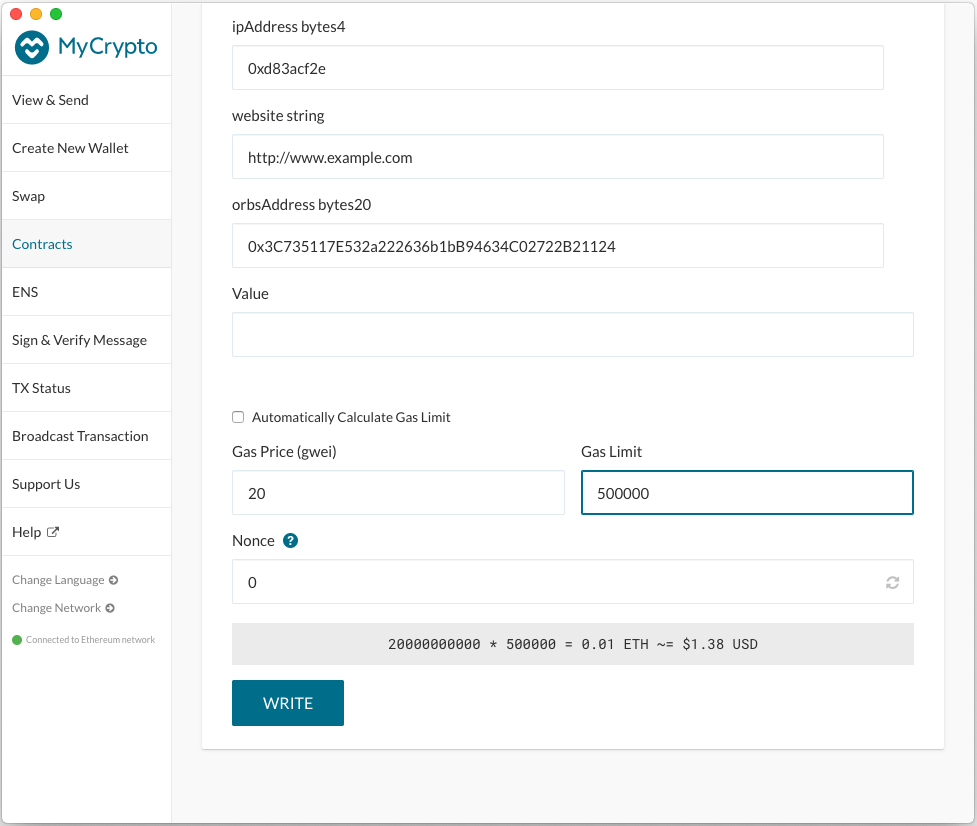 MyCrypto
View & Send
Create New Wallet
Swap
Contracts
ENS
Sign & Verify Message
TX Status
Broadcast Transaction
Support Us
Help
Change Language
Change Network
Connected to Ethereum network
ipAddress bytes4
0xd83acf2e
website string
http://www.example.com
orbsAddress bytes20
0x3C735117E532a222636b1bB94634C02722B21124
Value
Automatically Calculate Gas Limit
Gas Price (gwei)
Gas Limit
20
500000
Nonce ?
0
20000000000 * 500000 = 0.01 ETH ~= $1.38 USD
WRITE